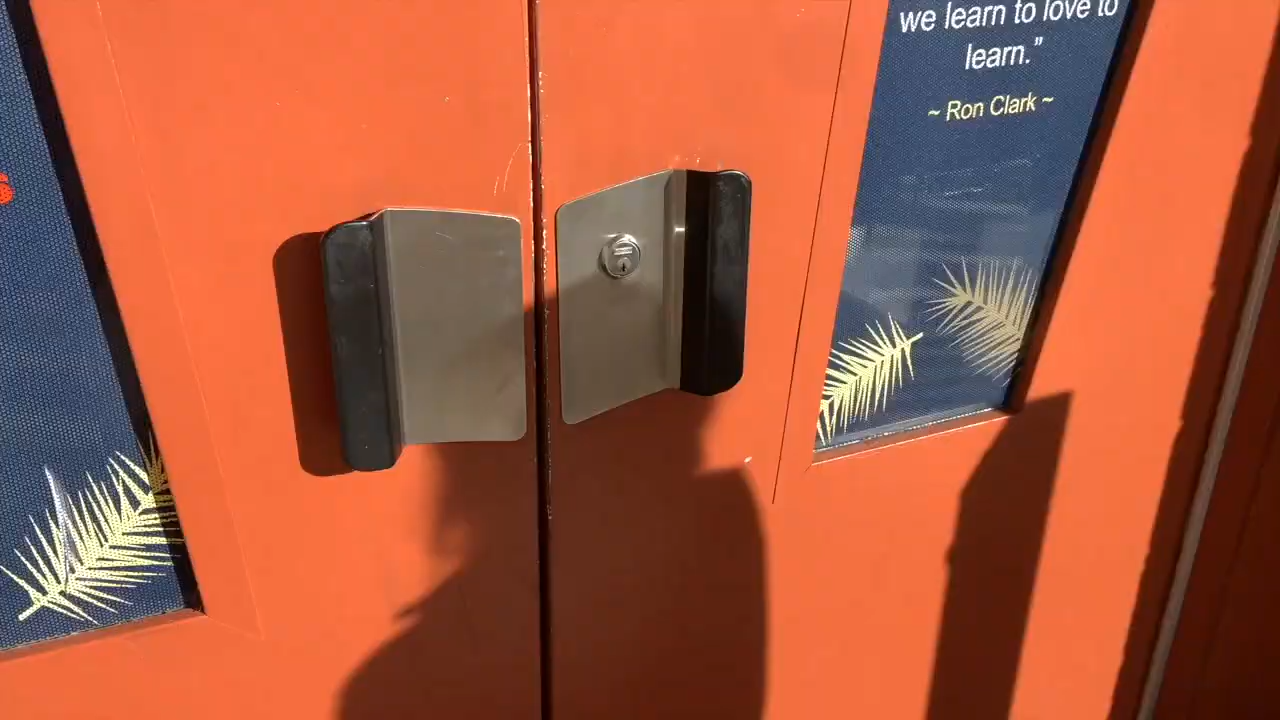 we learn to love to
learn.”
~ Ron Clark ~